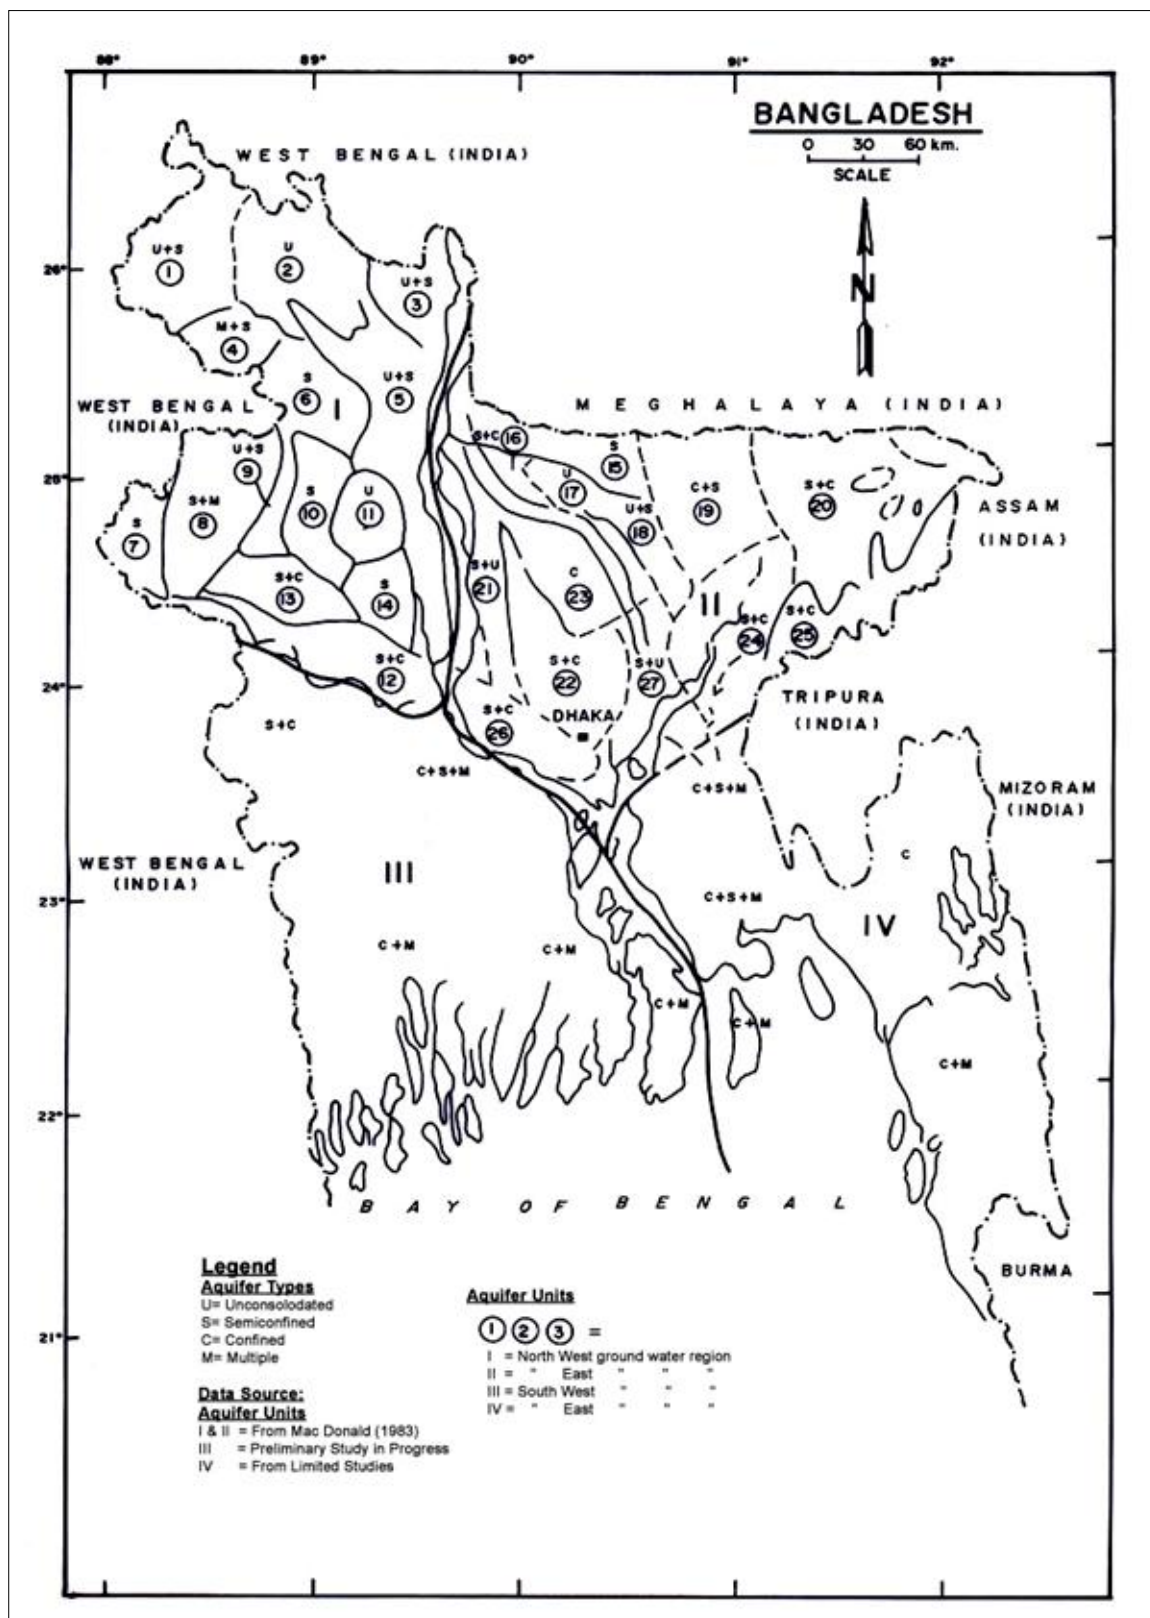 88° 89° 90° 91° 92°
BANGLADESH
0 30 60 km.
SCALE
N
WEST BENGAL (INDIA)
26°
U+S
1
U
2
U+S
3
M+S
4
U+S
5
S
6
I
WEST BENGAL
(INDIA)
MEGHALAYA (INDIA)
25°
S
7
S+M
8
U+S
9
S
10
U
11
S+C
12
S+C
13
S
14
S
15
S+C 16
U
17
U+S
18
C+S
19
S+C
20
ASSAM
(INDIA)
S+U
21
S+C
22
C
23
S+C
24
S+C
25
S+C
26
S+U
27
II
24°
DHAKA
TRIPURA
(INDIA)
S+C
C+S+M
C+S+M
MIZORAM
(INDIA)
WEST BENGAL
(INDIA)
III
C
23°
C+S+M
IV
C+M
C+M
C+M
C+M
C+M
22°
BAY OF BENGAL
BURMA
21°
Legend
Aquifer Types
U= Unconsolodated
S= Semiconfined
C= Confined
M= Multiple
Data Source:
Aquifer Units
I & II = From Mac Donald (1983)
III = Preliminary Study in Progress
IV = From Limited Studies
Aquifer Units
1 2 3 =
I = North West ground water region
II = " East " " "
III = South West " " "
IV = " East " " "